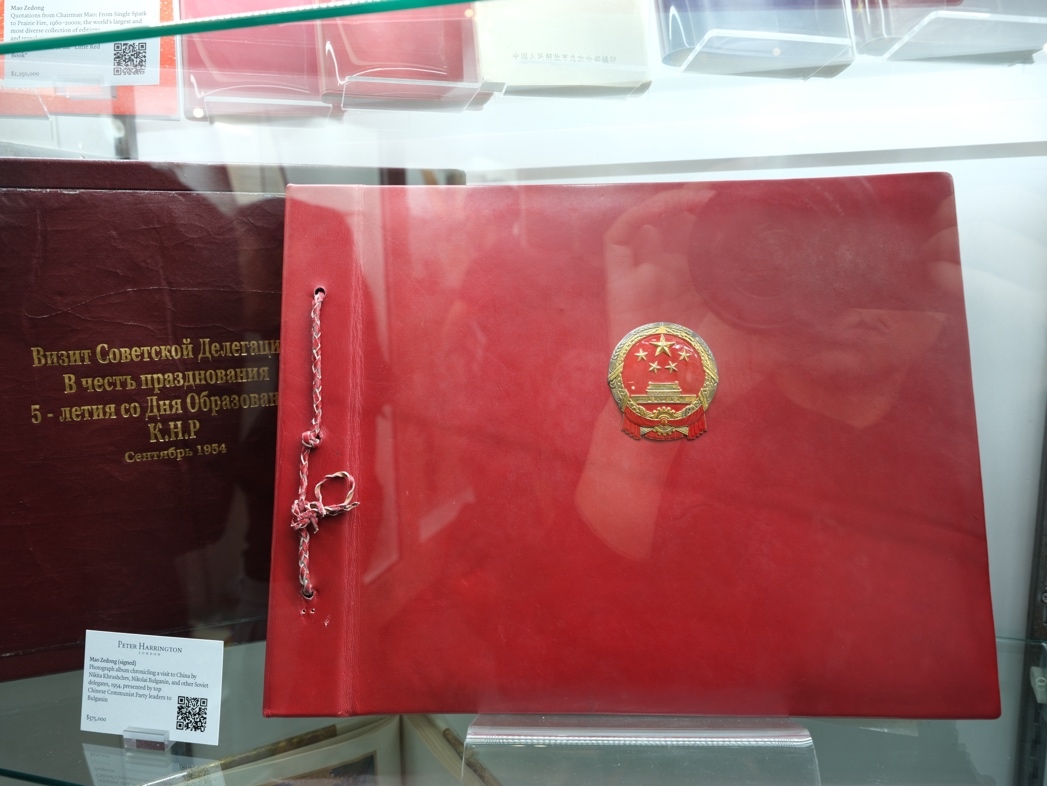 Mao Zedong
Quotations from Chairman Mao: From Single Spark
to Prairie Fire, 1960–2000s; the world's largest and
most diverse collection of editions
Book"
$1,250,000
Визит Советской Делегаци
В честъ празднования
5 - летия со Дня Образован
К.Н.Р
Сентябрь 1954
PETER HARRINGTON
LONDON
Mao Zedong (signed)
Photograph album chronicling a visit to China by
Nikita Khrushchev, Nikolai Bulganin, and other Soviet
delegates, 1954, presented by top
Chinese Communist Party leaders to
Bulganin
$575,000